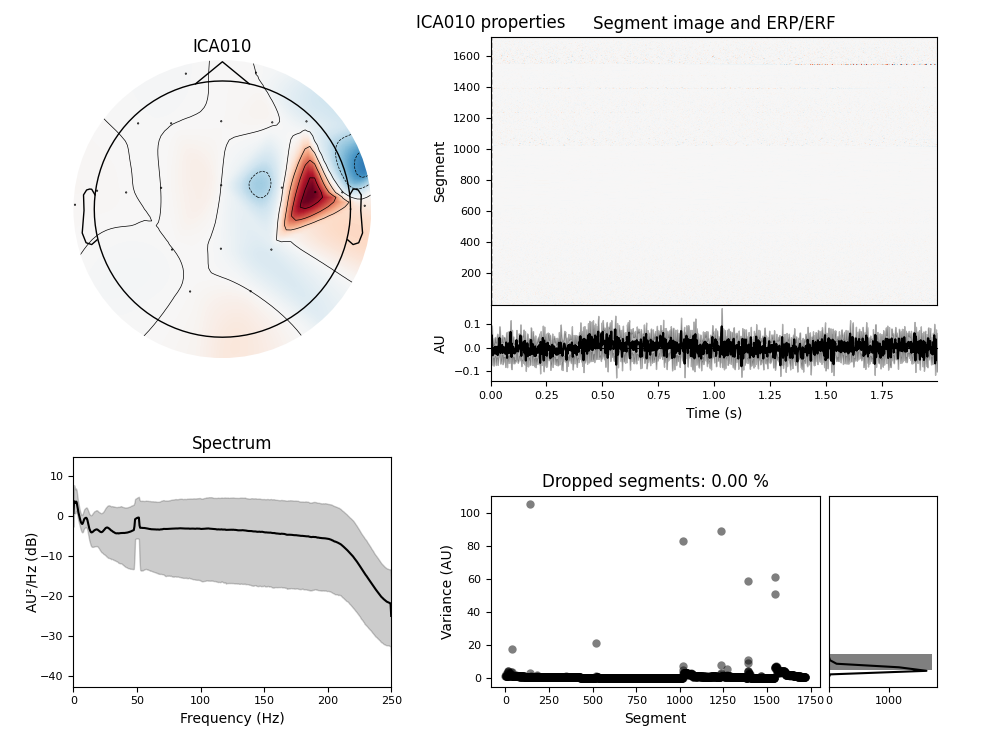 ICA010 properties
ICA010
Segment image and ERP/ERF
Segment
1600
1400
1200
1000
800
600
400
200
AU
0.1
0.0
−0.1
0.00 0.25 0.50 0.75 1.00 1.25 1.50 1.75
Time (s)
Spectrum
AU²/Hz (dB)
10
0
−10
−20
−30
−40
0 50 100 150 200 250
Frequency (Hz)
Dropped segments: 0.00 %
Variance (AU)
100
80
60
40
20
0
0 250 500 750 1000 1250 1500 1750
Segment
0 1000